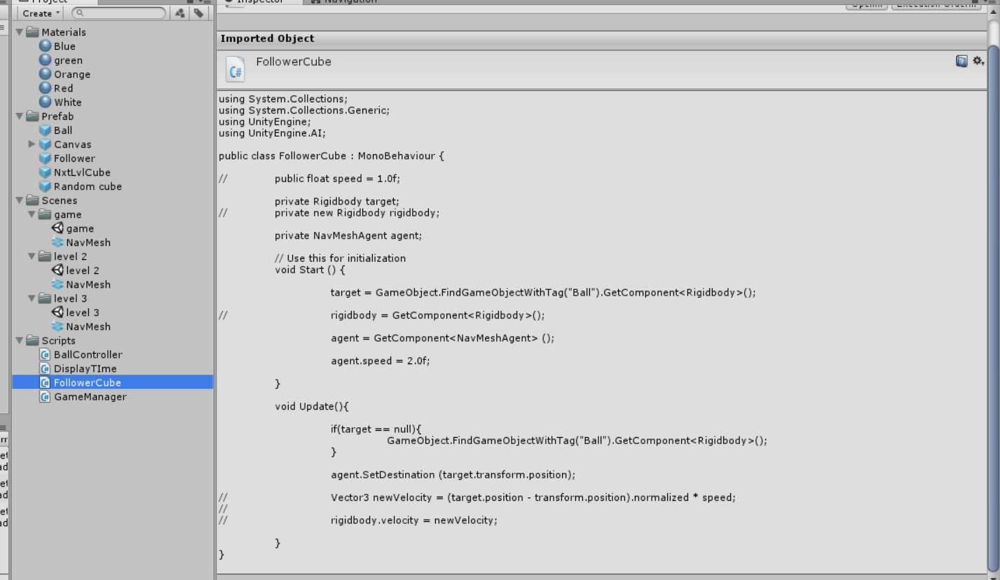 Project
Inspector
Navigation
Create
Open...
Execution Order...
Materials
Blue
green
Orange
Red
White
Prefab
Ball
Canvas
Follower
NxtLvlCube
Random cube
Scenes
game
game
NavMesh
level 2
level 2
NavMesh
level 3
level 3
NavMesh
Scripts
BallController
DisplayTIme
FollowerCube
GameManager
Imported Object
C#
FollowerCube
using System.Collections;
using System.Collections.Generic;
using UnityEngine;
using UnityEngine.AI;
public class FollowerCube : MonoBehaviour {
// public float speed = 1.0f;
private Rigidbody target;
// private new Rigidbody rigidbody;
private NavMeshAgent agent;
// Use this for initialization
void Start () {
target = GameObject.FindGameObjectWithTag("Ball").GetComponent<Rigidbody>();
// rigidbody = GetComponent<Rigidbody>();
agent = GetComponent<NavMeshAgent> ();
agent.speed = 2.0f;
}
void Update(){
if(target == null){
GameObject.FindGameObjectWithTag("Ball").GetComponent<Rigidbody>();
}
agent.SetDestination (target.transform.position);
// Vector3 newVelocity = (target.position - transform.position).normalized * speed;
//
// rigidbody.velocity = newVelocity;
}
}